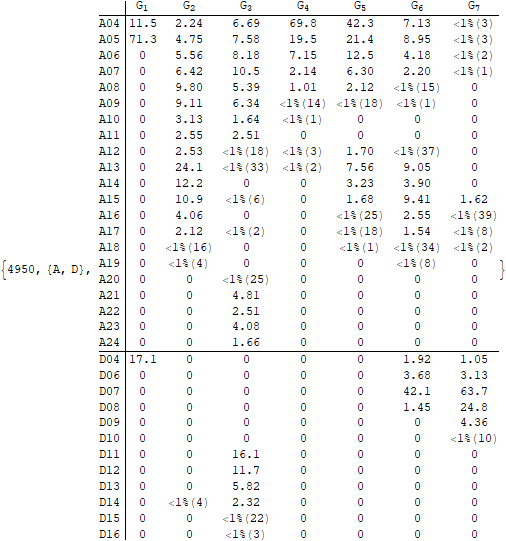 G₁ G₂ G₃ G₄ G₅ G₆ G₇
A04 11.5 2.24 6.69 69.8 42.3 7.13 <1%(3)
A05 71.3 4.75 7.58 19.5 21.4 8.95 <1%(3)
A06 0 5.56 8.18 7.15 12.5 4.18 <1%(2)
A07 0 6.42 10.5 2.14 6.30 2.20 <1%(1)
A08 0 9.80 5.39 1.01 2.12 <1%(15) 0
A09 0 9.11 6.34 <1%(14) <1%(18) <1%(1) 0
A10 0 3.13 1.64 <1%(1) 0 0 0
A11 0 2.55 2.51 0 0 0 0
A12 0 2.53 <1%(18) <1%(3) 1.70 <1%(37) 0
A13 0 24.1 <1%(33) <1%(2) 7.56 9.05 0
A14 0 12.2 0 0 3.23 3.90 0
A15 0 10.9 <1%(6) 0 1.68 9.41 1.62
A16 0 4.06 0 0 <1%(25) 2.55 <1%(39)
A17 0 2.12 <1%(2) 0 <1%(18) 1.54 <1%(8)
A18 0 <1%(16) 0 0 <1%(1) <1%(34) <1%(2)
{4950, {A, D}, A19 0 <1%(4) 0 0 0 <1%(8) 0 }
A20 0 0 <1%(25) 0 0 0 0
A21 0 0 4.81 0 0 0 0
A22 0 0 2.51 0 0 0 0
A23 0 0 4.08 0 0 0 0
A24 0 0 1.66 0 0 0 0
D04 17.1 0 0 0 0 1.92 1.05
D06 0 0 0 0 0 3.68 3.13
D07 0 0 0 0 0 42.1 63.7
D08 0 0 0 0 0 1.45 24.8
D09 0 0 0 0 0 0 4.36
D10 0 0 0 0 0 0 <1%(10)
D11 0 0 16.1 0 0 0 0
D12 0 0 11.7 0 0 0 0
D13 0 0 5.82 0 0 0 0
D14 0 <1%(4) 2.32 0 0 0 0
D15 0 0 <1%(22) 0 0 0 0
D16 0 0 <1%(3) 0 0 0 0